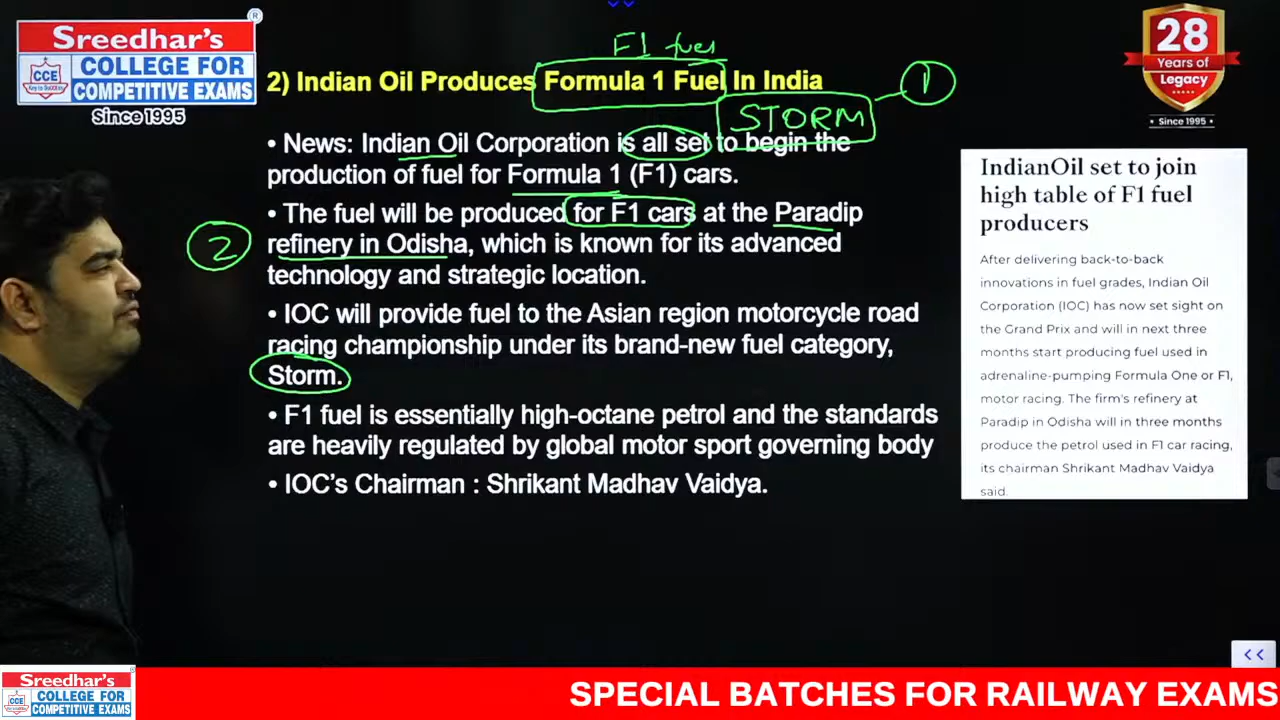 Sreedhar's
®
CCE
Key to Success
COLLEGE FOR
COMPETITIVE EXAMS
Since 1995
F1 fuel
2) Indian Oil Produces Formula 1 Fuel In India
STORM
1
28
Years of
Legacy
Since 1995
• News: Indian Oil Corporation is all set to begin the
production of fuel for Formula 1 (F1) cars.
• The fuel will be produced for F1 cars at the Paradip
2
refinery in Odisha, which is known for its advanced
technology and strategic location.
• IOC will provide fuel to the Asian region motorcycle road
racing championship under its brand-new fuel category,
Storm.
• F1 fuel is essentially high-octane petrol and the standards
are heavily regulated by global motor sport governing body
• IOC's Chairman : Shrikant Madhav Vaidya.
IndianOil set to join
high table of F1 fuel
producers
After delivering back-to-back
innovations in fuel grades, Indian Oil
Corporation (IOC) has now set sight on
the Grand Prix and will in next three
months start producing fuel used in
adrenaline-pumping Formula One or F1,
motor racing. The firm's refinery at
Paradip in Odisha will in three months
produce the petrol used in F1 car racing,
its chairman Shrikant Madhav Vaidya
said.
<<
Sreedhar's
CCE
COLLEGE FOR
COMPETITIVE EXAMS
SPECIAL BATCHES FOR RAILWAY EXAMS